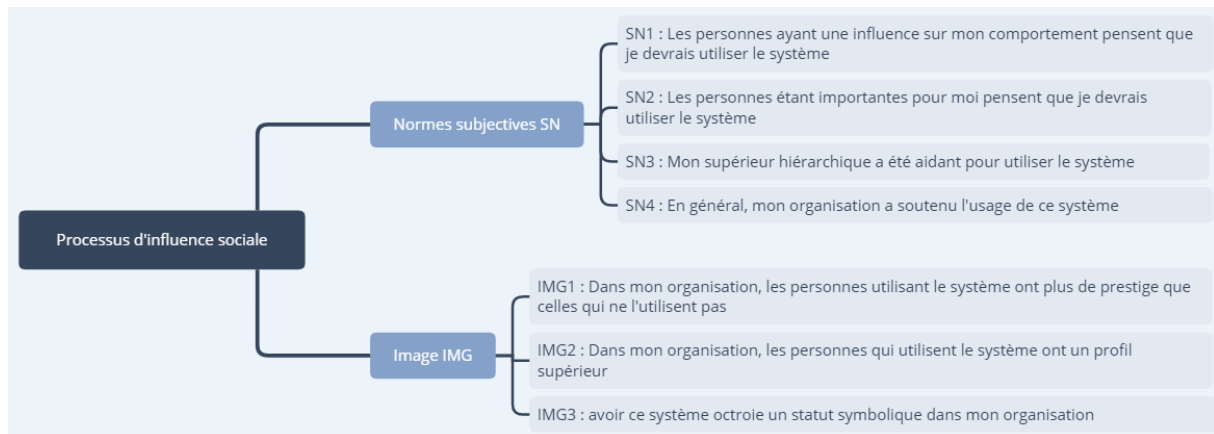 SN1 : Les personnes ayant une influence sur mon comportement pensent que
je devrais utiliser le système
SN2 : Les personnes étant importantes pour moi pensent que je devrais
utiliser le système
Normes subjectives SN
SN3 : Mon supérieur hiérarchique a été aidant pour utiliser le système
SN4 : En général, mon organisation a soutenu l'usage de ce système
Processus d'influence sociale
IMG1 : Dans mon organisation, les personnes utilisant le système ont plus de prestige que
celles qui ne l'utilisent pas
Image IMG
IMG2 : Dans mon organisation, les personnes qui utilisent le système ont un profil
supérieur
IMG3 : avoir ce système octroie un statut symbolique dans mon organisation